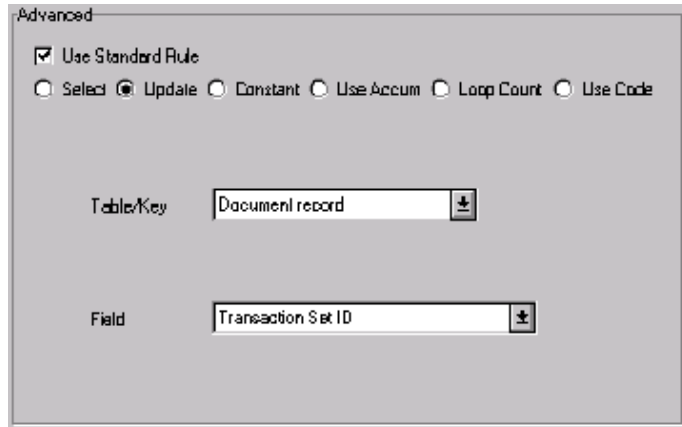 Advanced
Use Standard Rule
Select Update Constant Use Accum Loop Count Use Code
Table/Key Document record
Field Transaction Set ID